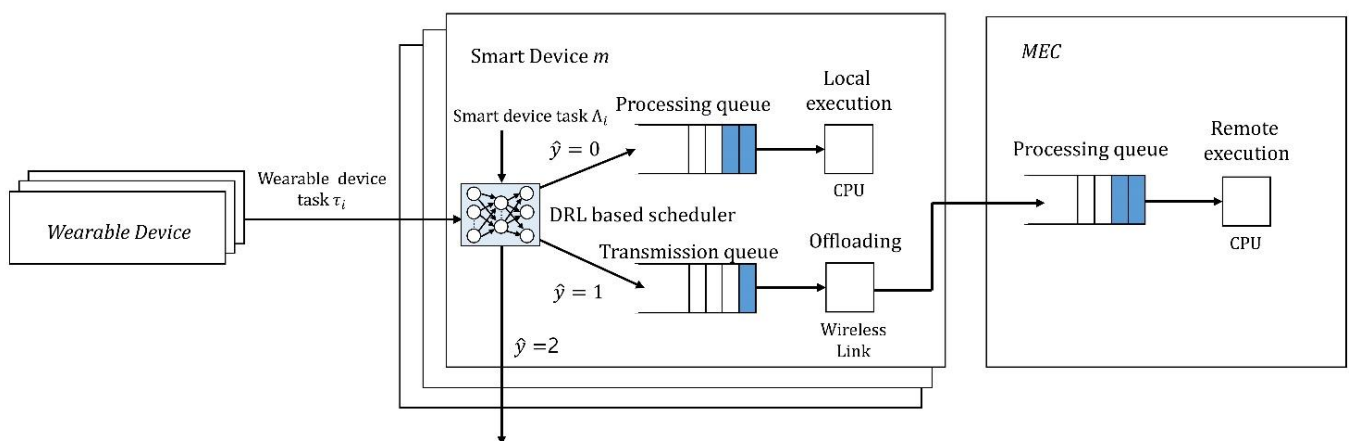 Wearable Device
Wearable device
task τᵢ
Smart Device m
Smart device task Λᵢ
ŷ = 0
ŷ = 1
ŷ =2
DRL based scheduler
Processing queue
Local
execution
CPU
Transmission queue
Offloading
Wireless
Link
MEC
Processing queue
Remote
execution
CPU